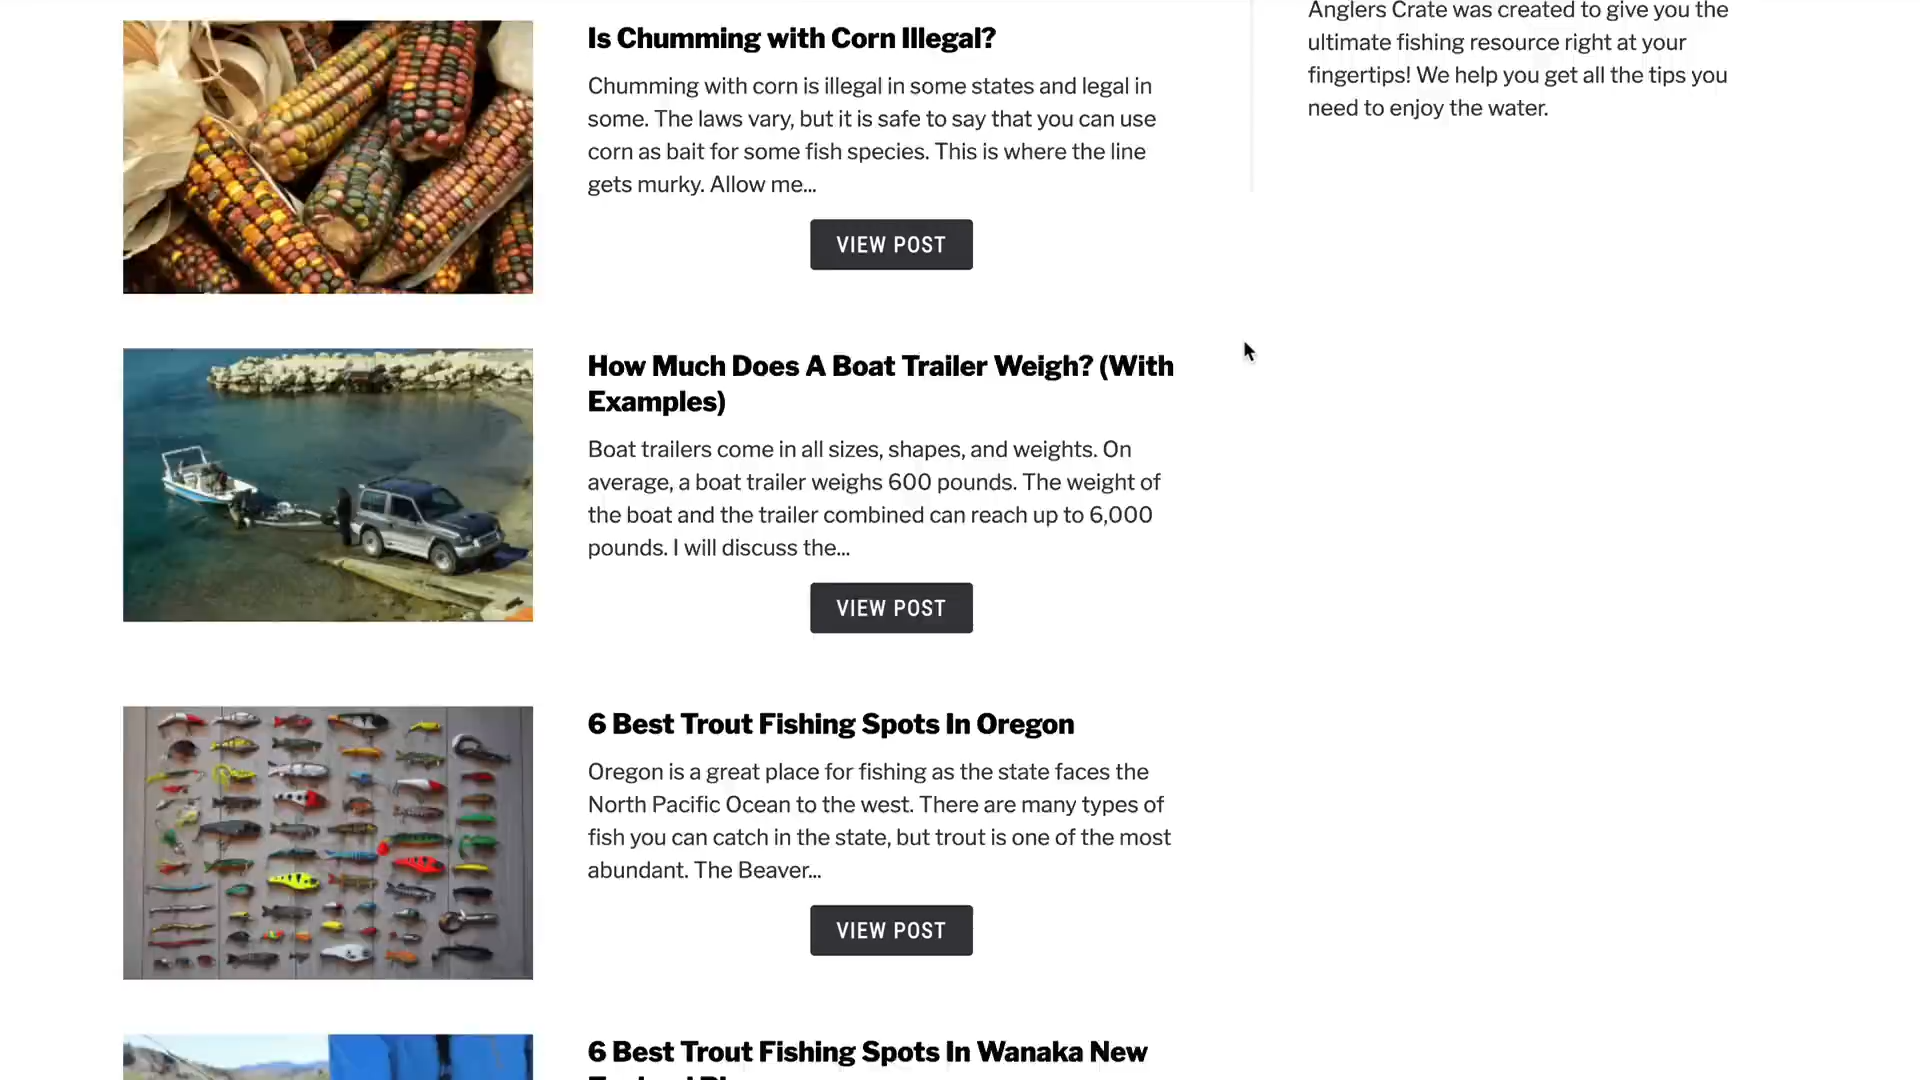 Is Chumming with Corn Illegal?
Chumming with corn is illegal in some states and legal in
some. The laws vary, but it is safe to say that you can use
corn as bait for some fish species. This is where the line
gets murky. Allow me...
VIEW POST
How Much Does A Boat Trailer Weigh? (With
Examples)
Boat trailers come in all sizes, shapes, and weights. On
average, a boat trailer weighs 600 pounds. The weight of
the boat and the trailer combined can reach up to 6,000
pounds. I will discuss the...
VIEW POST
6 Best Trout Fishing Spots In Oregon
Oregon is a great place for fishing as the state faces the
North Pacific Ocean to the west. There are many types of
fish you can catch in the state, but trout is one of the most
abundant. The Beaver...
VIEW POST
6 Best Trout Fishing Spots In Wanaka New
Anglers Crate was created to give you the
ultimate fishing resource right at your
fingertips! We help you get all the tips you
need to enjoy the water.